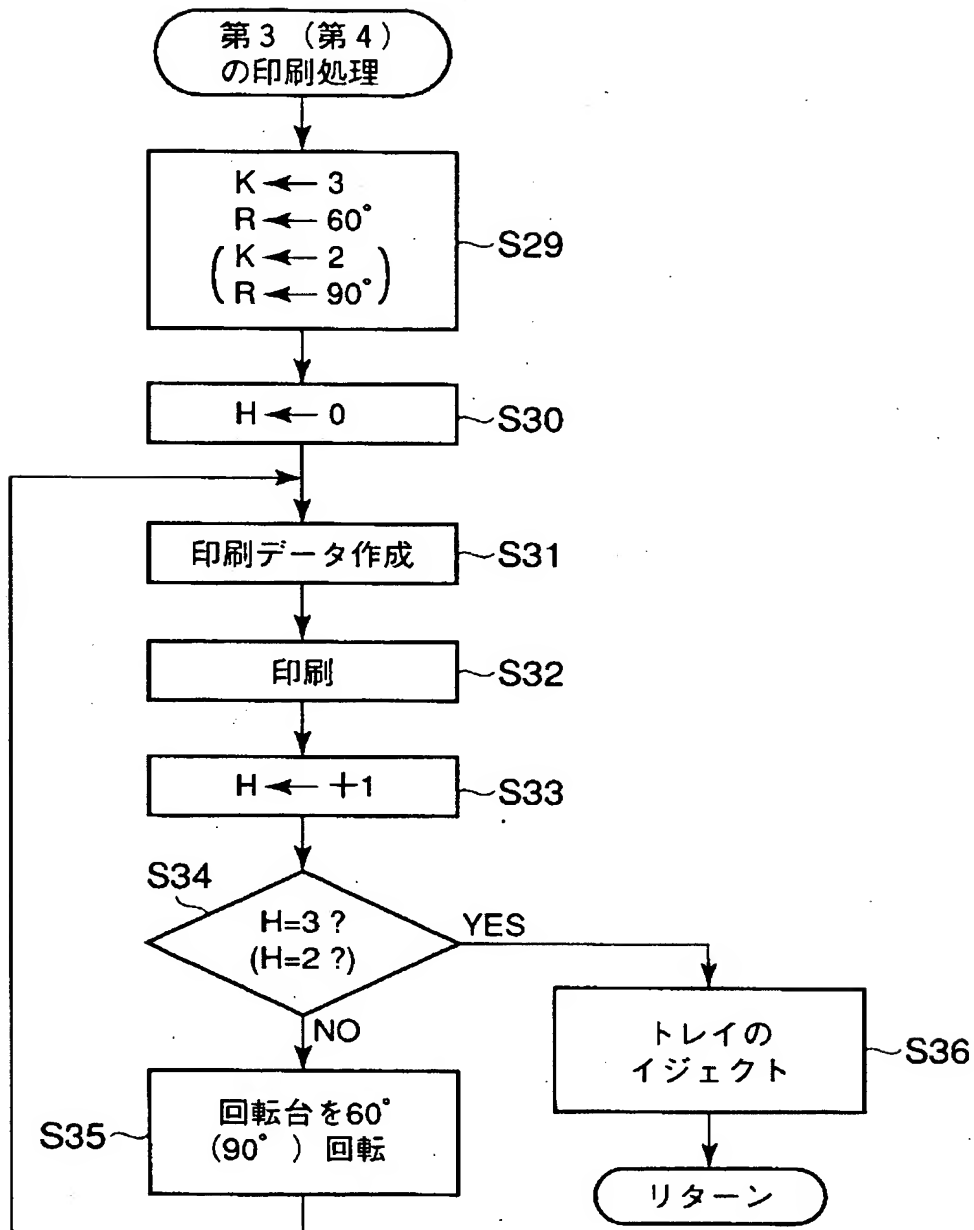 第3（第4）
の印刷処理
K ← 3
R ← 60°
(K ← 2
R ← 90°)
S29
H ← 0
S30
印刷データ作成
S31
印刷
S32
H ← +1
S33
S34
H=3？
(H=2？)
YES
NO
回転台を60°
（90°）回転
S35
トレイの
イジェクト
S36
リターン